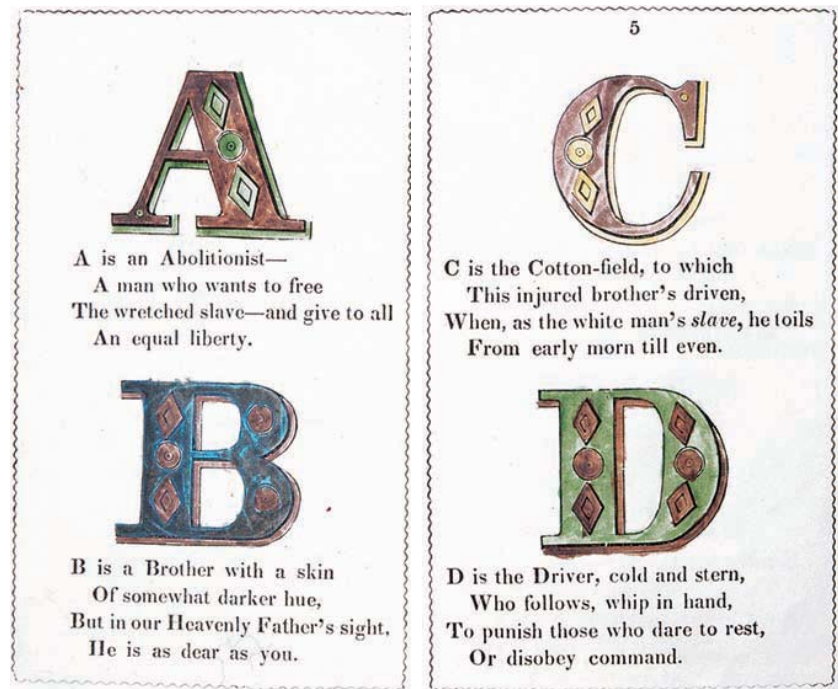 A
A is an Abolitionist—
A man who wants to free
The wretched slave—and give to all
An equal liberty.
B
B is a Brother with a skin
Of somewhat darker hue,
But in our Heavenly Father's sight,
He is as dear as you.
5
C
C is the Cotton-field, to which
This injured brother's driven,
When, as the white man's slave, he toils
From early morn till even.
D
D is the Driver, cold and stern,
Who follows, whip in hand,
To punish those who dare to rest,
Or disobey command.